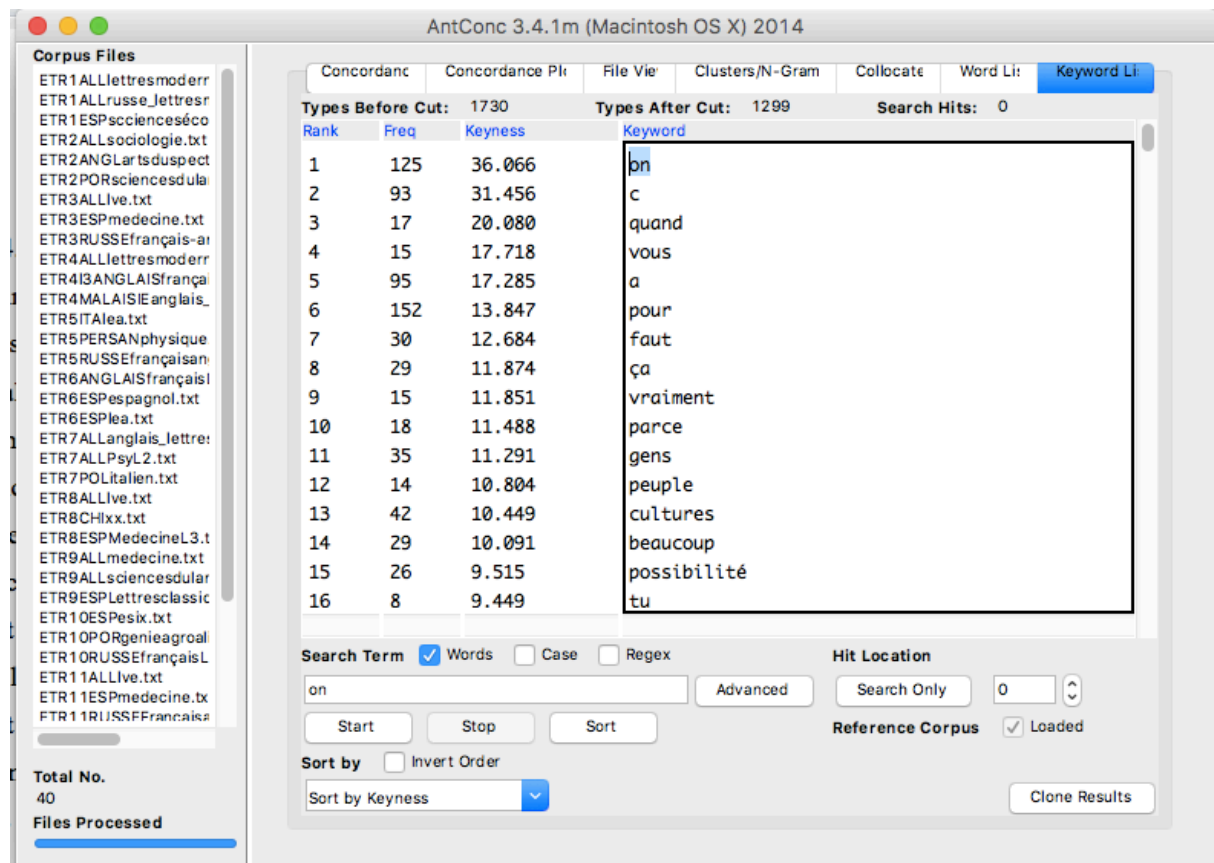 AntConc 3.4.1m (Macintosh OS X) 2014
Corpus Files
ETR1ALLlettresmoderr
ETR1ALLrusse_lettresr
ETR1ESPsccienceséco
ETR2ALLsociologie.txt
ETR2ANGLartsduspect
ETR2PORsciencesdula
ETR3ALLlve.txt
ETR3ESPmedecine.txt
ETR3RUSSEfrançais-ar
ETR4ALLlettresmoderr
ETR4I3ANGLAISfrançai
ETR4MALAISIEanglais_
ETR5ITAlea.txt
ETR5PERSANphysique
ETR5RUSSEfrançaisan
ETR6ANGLAISfrançaisl
ETR6ESPespagnol.txt
ETR6ESPlea.txt
ETR7ALLanglais_lettre
ETR7ALLPsyL2.txt
ETR7POLitalien.txt
ETR8ALLlve.txt
ETR8CHIxx.txt
ETR8ESPMedecineL3.t
ETR9ALLmedecine.txt
ETR9ALLsciencesdular
ETR9ESPLettresclassic
ETR10ESPesix.txt
ETR10PORgenieagroali
ETR10RUSSEfrançaisL
ETR11ALLlve.txt
ETR11ESPmedecine.tx
ETR11RUSSEFrançaisa
Total No.
40
Files Processed
Concordanc Concordance Plo File Vie Clusters/N-Gram Collocate Word Lis Keyword Li
Types Before Cut: 1730 Types After Cut: 1299 Search Hits: 0
Rank Freq Keyness Keyword
1 125 36.066 on
2 93 31.456 c
3 17 20.080 quand
4 15 17.718 vous
5 95 17.285 a
6 152 13.847 pour
7 30 12.684 faut
8 29 11.874 ça
9 15 11.851 vraiment
10 18 11.488 parce
11 35 11.291 gens
12 14 10.804 peuple
13 42 10.449 cultures
14 29 10.091 beaucoup
15 26 9.515 possibilité
16 8 9.449 tu
Search Term Words Case Regex Hit Location
on Advanced Search Only 0
Start Stop Sort Reference Corpus Loaded
Sort by Invert Order
Sort by Keyness Clone Results